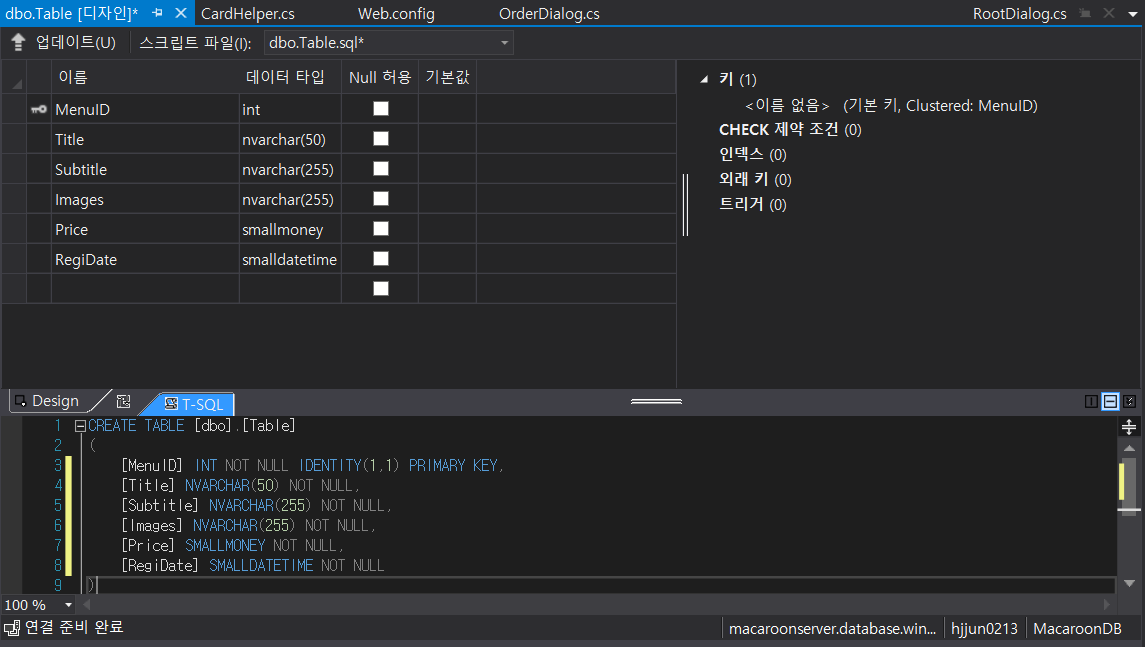 dbo.Table [디자인]* CardHelper.cs Web.config OrderDialog.cs RootDialog.cs
업데이트(U) 스크립트 파일(I): dbo.Table.sql*
이름 데이터 타입 Null 허용 기본값
MenuID int
Title nvarchar(50)
Subtitle nvarchar(255)
Images nvarchar(255)
Price smallmoney
RegiDate smalldatetime
키 (1)
<이름 없음> (기본 키, Clustered: MenuID)
CHECK 제약 조건 (0)
인덱스 (0)
외래 키 (0)
트리거 (0)
Design T-SQL
1 CREATE TABLE [dbo].[Table]
2 (
3 [MenuID] INT NOT NULL IDENTITY(1,1) PRIMARY KEY,
4 [Title] NVARCHAR(50) NOT NULL,
5 [Subtitle] NVARCHAR(255) NOT NULL,
6 [Images] NVARCHAR(255) NOT NULL,
7 [Price] SMALLMONEY NOT NULL,
8 [RegiDate] SMALLDATETIME NOT NULL
9 )
100 %
연결 준비 완료 macaroonserver.database.win... hjjun0213 MacaroonDB